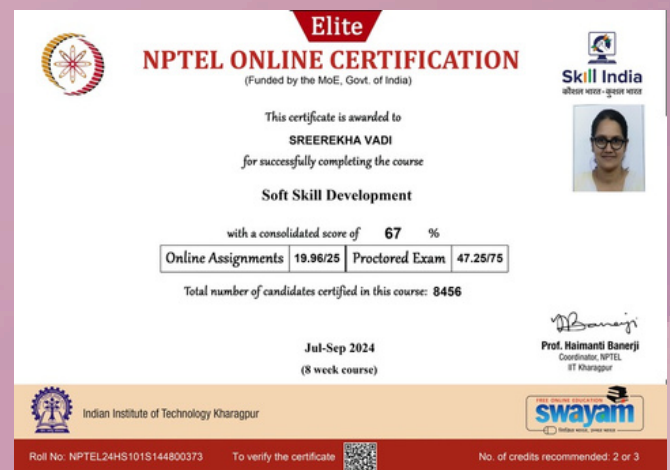 Elite
NPTEL ONLINE CERTIFICATION
(Funded by the MoE, Govt. of India)
Skill India
कौशल भारत - कुशल भारत
This certificate is awarded to
SREEREKHA VADI
for successfully completing the course
Soft Skill Development
with a consolidated score of 67 %
Online Assignments 19.96/25 Proctored Exam 47.25/75
Total number of candidates certified in this course: 8456
Jul-Sep 2024
(8 week course)
Prof. Haimanti Banerji
Coordinator, NPTEL
IIT Kharagpur
Indian Institute of Technology Kharagpur
FREE ONLINE EDUCATION
swayam
शिक्षित भारत, उन्नत भारत
Roll No: NPTEL24HS101S144800373 To verify the certificate No. of credits recommended: 2 or 3